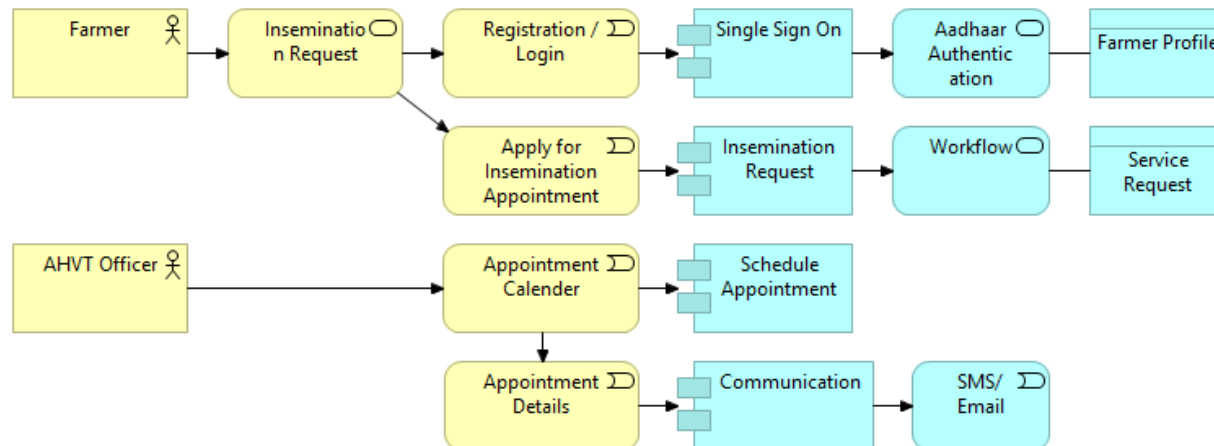 Farmer
Inseminatio
n Request
Registration /
Login
Single Sign On
Aadhaar
Authentic
ation
Farmer Profile
Apply for
Insemination
Appointment
Insemination
Request
Workflow
Service
Request
AHVT Officer
Appointment
Calender
Schedule
Appointment
Appointment
Details
Communication
SMS/
Email